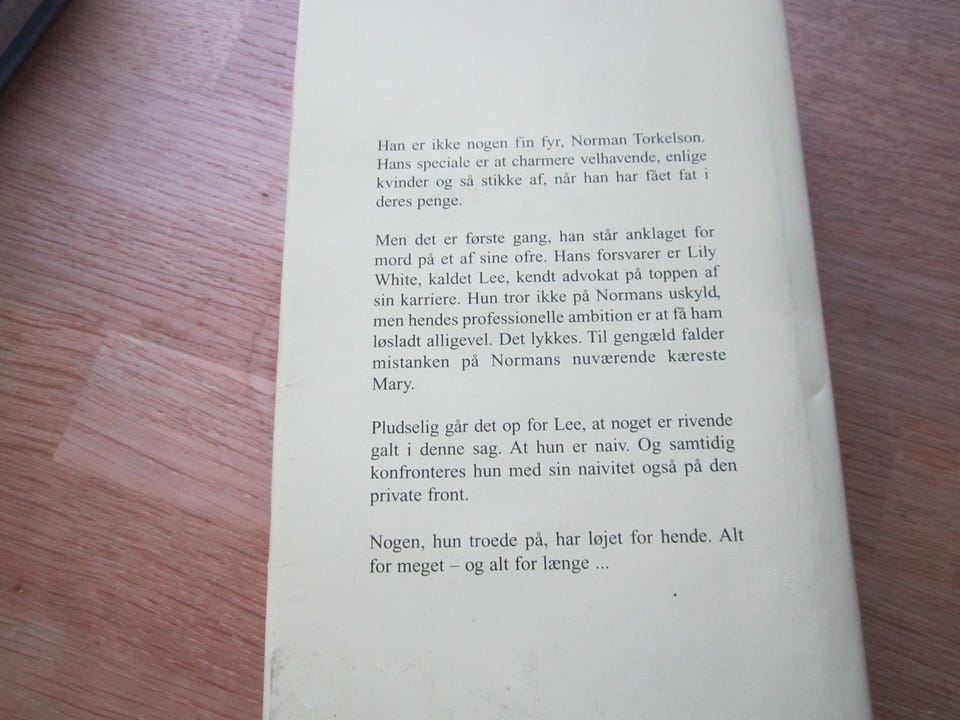 Han er ikke nogen fin fyr, Norman Torkelson.
Hans speciale er at charmere velhavende, enlige
kvinder og så stikke af, når han har fået fat i
deres penge.
Men det er første gang, han står anklaget for
mord på et af sine ofre. Hans forsvarer er Lily
White, kaldet Lee, kendt advokat på toppen af
sin karriere. Hun tror ikke på Normans uskyld,
men hendes professionelle ambition er at få ham
løsladt alligevel. Det lykkes. Til gengæld falder
mistanken på Normans nuværende kæreste
Mary.
Pludselig går det op for Lee, at noget er rivende
galt i denne sag. At hun er naiv. Og samtidig
konfronteres hun med sin naivitet også på den
private front.
Nogen, hun troede på, har løjet for hende. Alt
for meget – og alt for længe ...